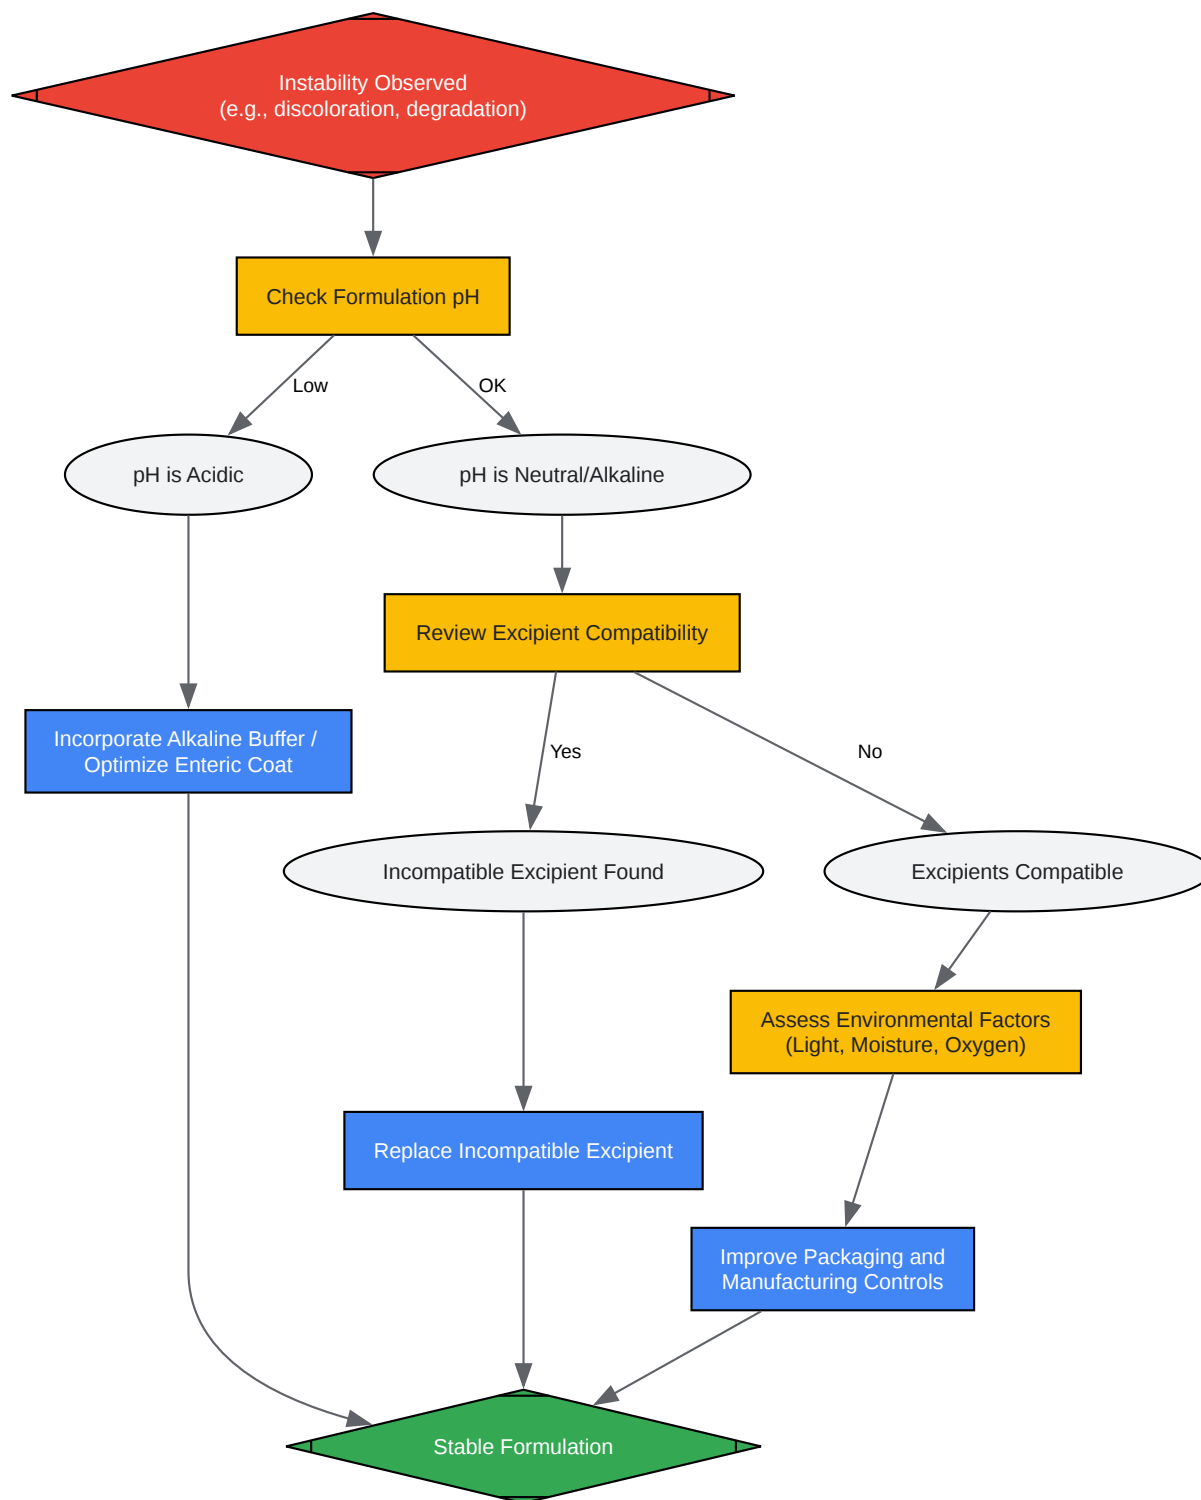 Instability Observed
(e.g., discoloration, degradation)
Check Formulation pH
Low
OK
pH is Acidic
pH is Neutral/Alkaline
Review Excipient Compatibility
Incorporate Alkaline Buffer /
Optimize Enteric Coat
Yes
No
Incompatible Excipient Found
Excipients Compatible
Assess Environmental Factors
(Light, Moisture, Oxygen)
Replace Incompatible Excipient
Improve Packaging and
Manufacturing Controls
Stable Formulation